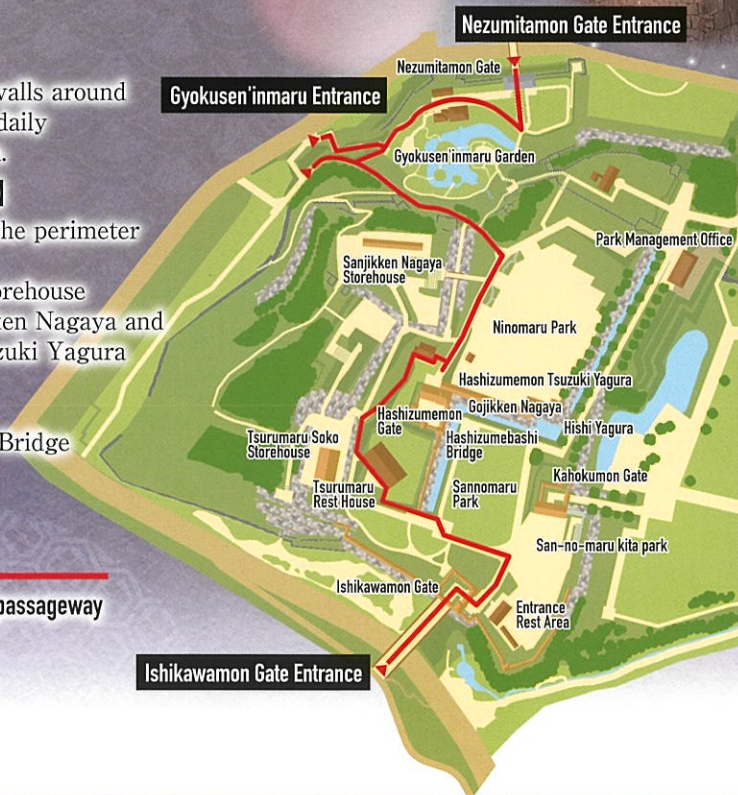 Nezumitamon Gate Entrance
Nezumitamon Gate
walls around
daily
Gyokusen'inmaru Entrance
Gyokusen'inmaru Garden
he perimeter
Park Management Office
Sanjikken Nagaya
Storehouse
orehouse
ken Nagaya and
zuki Yagura
Ninomaru Park
Hashizumemon Tsuzuki Yagura
Gojikken Nagaya
Hashizumemon
Gate
Hishi Yagura
Bridge
Tsurumaru Soko
Storehouse
Hashizumebashi
Bridge
Kahokumon Gate
Tsurumaru
Rest House
Sannomaru
Park
San-no-maru kita park
passageway
Ishikawamon Gate
Entrance
Rest Area
Ishikawamon Gate Entrance